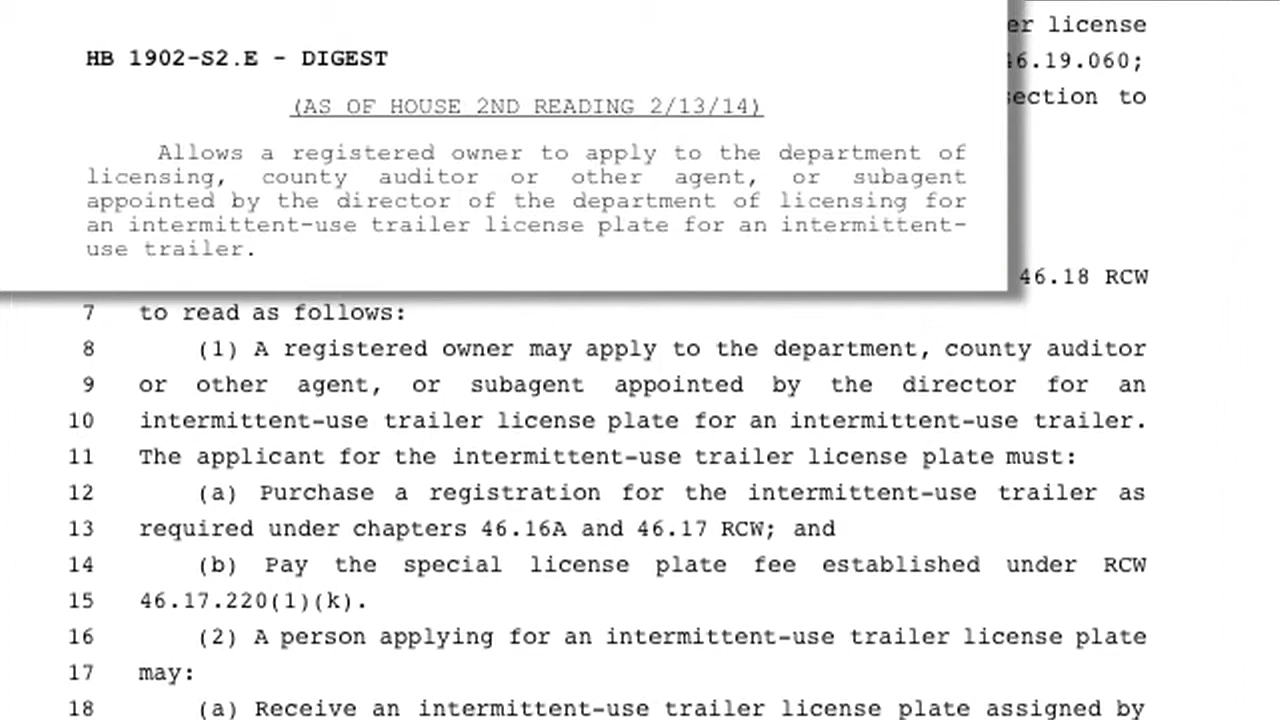 HB 1902-S2.E - DIGEST
(AS OF HOUSE 2ND READING 2/13/14)
Allows a registered owner to apply to the department of
licensing, county auditor or other agent, or subagent
appointed by the director of the department of licensing for
an intermittent-use trailer license plate for an intermittent-
use trailer.
license
46.19.060;
section to
46.18 RCW
7 to read as follows:
8 (1) A registered owner may apply to the department, county auditor
9 or other agent, or subagent appointed by the director for an
10 intermittent-use trailer license plate for an intermittent-use trailer.
11 The applicant for the intermittent-use trailer license plate must:
12 (a) Purchase a registration for the intermittent-use trailer as
13 required under chapters 46.16A and 46.17 RCW; and
14 (b) Pay the special license plate fee established under RCW
15 46.17.220(1)(k).
16 (2) A person applying for an intermittent-use trailer license plate
17 may:
18 (a) Receive an intermittent-use trailer license plate assigned by